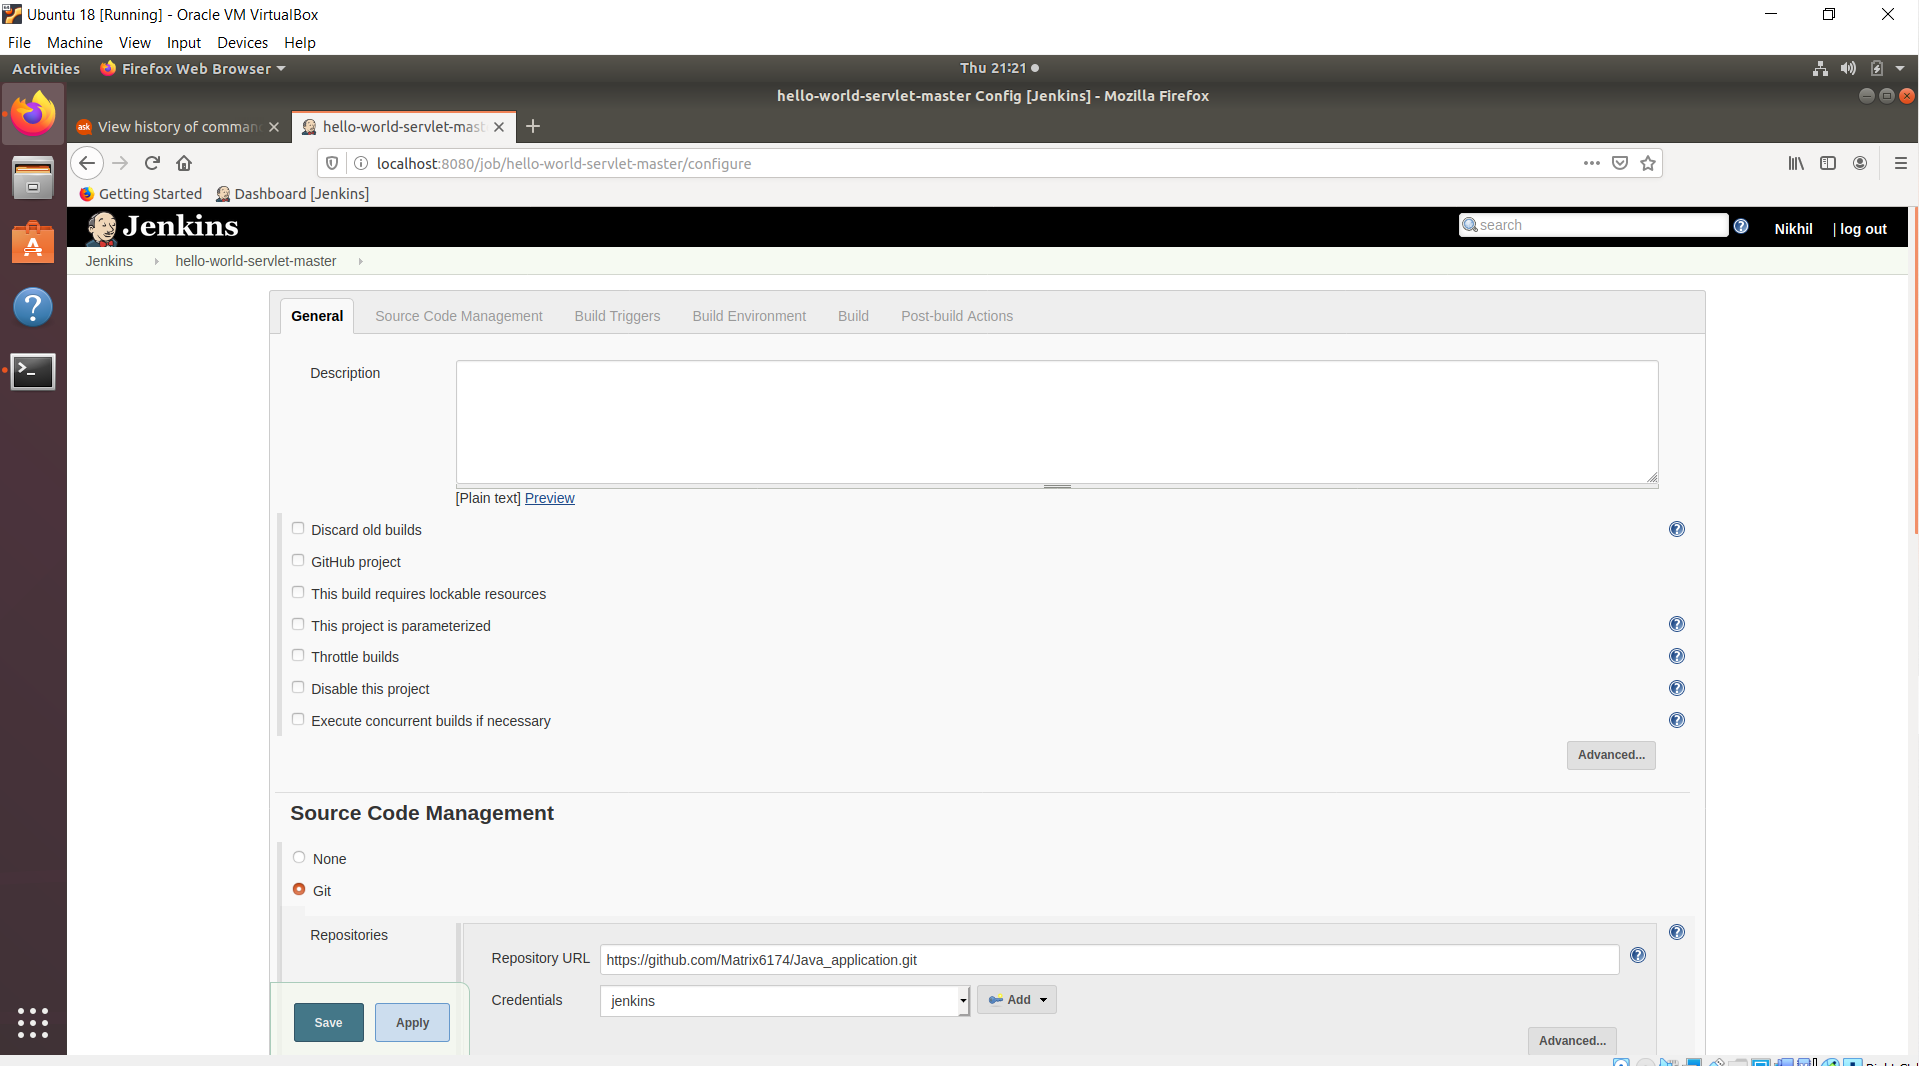 Ubuntu 18 [Running] - Oracle VM VirtualBox
File Machine View Input Devices Help
Activities Firefox Web Browser Thu 21:21
hello-world-servlet-master Config [Jenkins] - Mozilla Firefox
ask View history of comman hello-world-servlet-mast
localhost:8080/job/hello-world-servlet-master/configure
Getting Started Dashboard [Jenkins]
Jenkins search Nikhil | log out
Jenkins hello-world-servlet-master
General Source Code Management Build Triggers Build Environment Build Post-build Actions
Description
[Plain text] Preview
Discard old builds
GitHub project
This build requires lockable resources
This project is parameterized
Throttle builds
Disable this project
Execute concurrent builds if necessary
Advanced...
Source Code Management
None
Git
Repositories
Repository URL https://github.com/Matrix6174/Java_application.git
Credentials jenkins Add
Save Apply
Advanced...